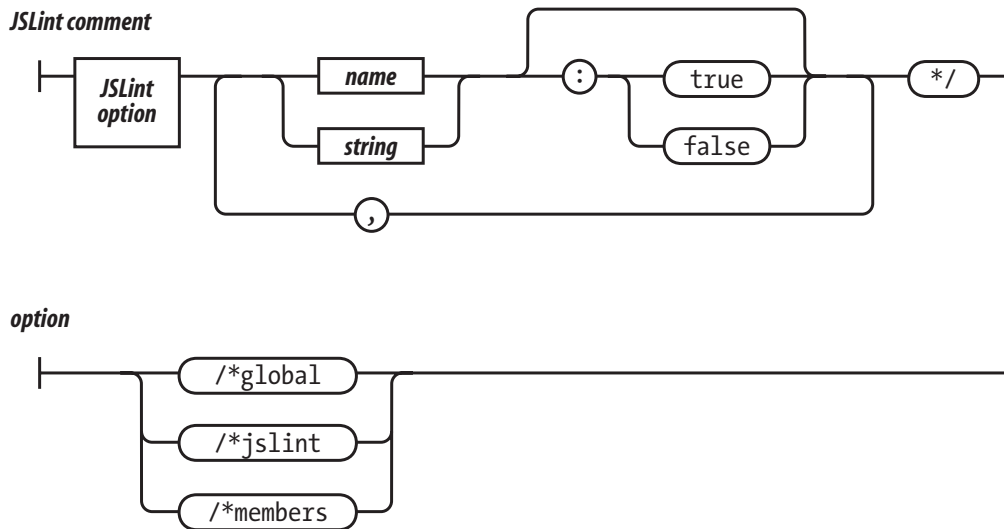 JSLint comment
JSLint
option
name
:
true
*/
string
false
,
option
/*global
/*jslint
/*members